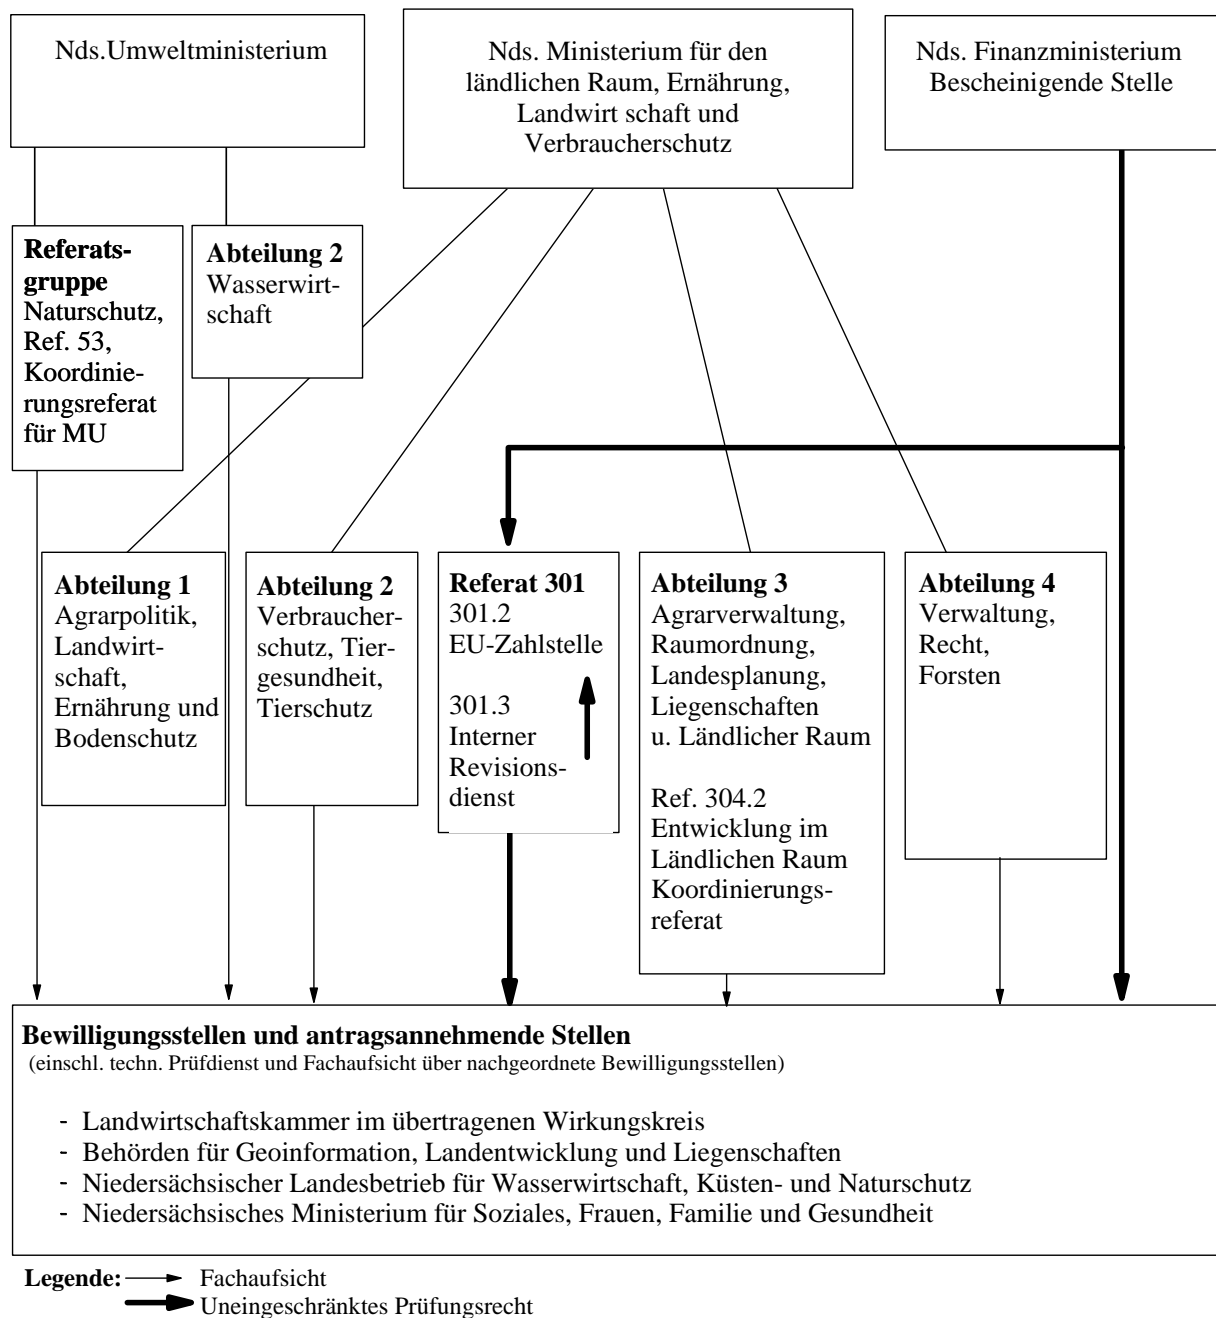 Nds.Umweltministerium
Nds. Ministerium für den
ländlichen Raum, Ernährung,
Landwirt schaft und
Verbraucherschutz
Nds. Finanzministerium
Bescheinigende Stelle
Referats-
gruppe
Naturschutz,
Ref. 53,
Koordinie-
rungsreferat
für MU
Abteilung 2
Wasserwirt-
schaft
Abteilung 1
Agrarpolitik,
Landwirt-
schaft,
Ernährung und
Bodenschutz
Abteilung 2
Verbraucher-
schutz, Tier-
gesundheit,
Tierschutz
Referat 301
301.2
EU-Zahlstelle
301.3
Interner
Revisions-
dienst
Abteilung 3
Agrarverwaltung,
Raumordnung,
Landesplanung,
Liegenschaften
u. Ländlicher Raum
Ref. 304.2
Entwicklung im
Ländlichen Raum
Koordinierungs-
referat
Abteilung 4
Verwaltung,
Recht,
Forsten
Bewilligungsstellen und antragsannehmende Stellen
(einschl. techn. Prüfdienst und Fachaufsicht über nachgeordnete Bewilligungsstellen)
- Landwirtschaftskammer im übertragenen Wirkungskreis
- Behörden für Geoinformation, Landentwicklung und Liegenschaften
- Niedersächsischer Landesbetrieb für Wasserwirtschaft, Küsten- und Naturschutz
- Niedersächsisches Ministerium für Soziales, Frauen, Familie und Gesundheit
Legende: Fachaufsicht
Uneingeschränktes Prüfungsrecht